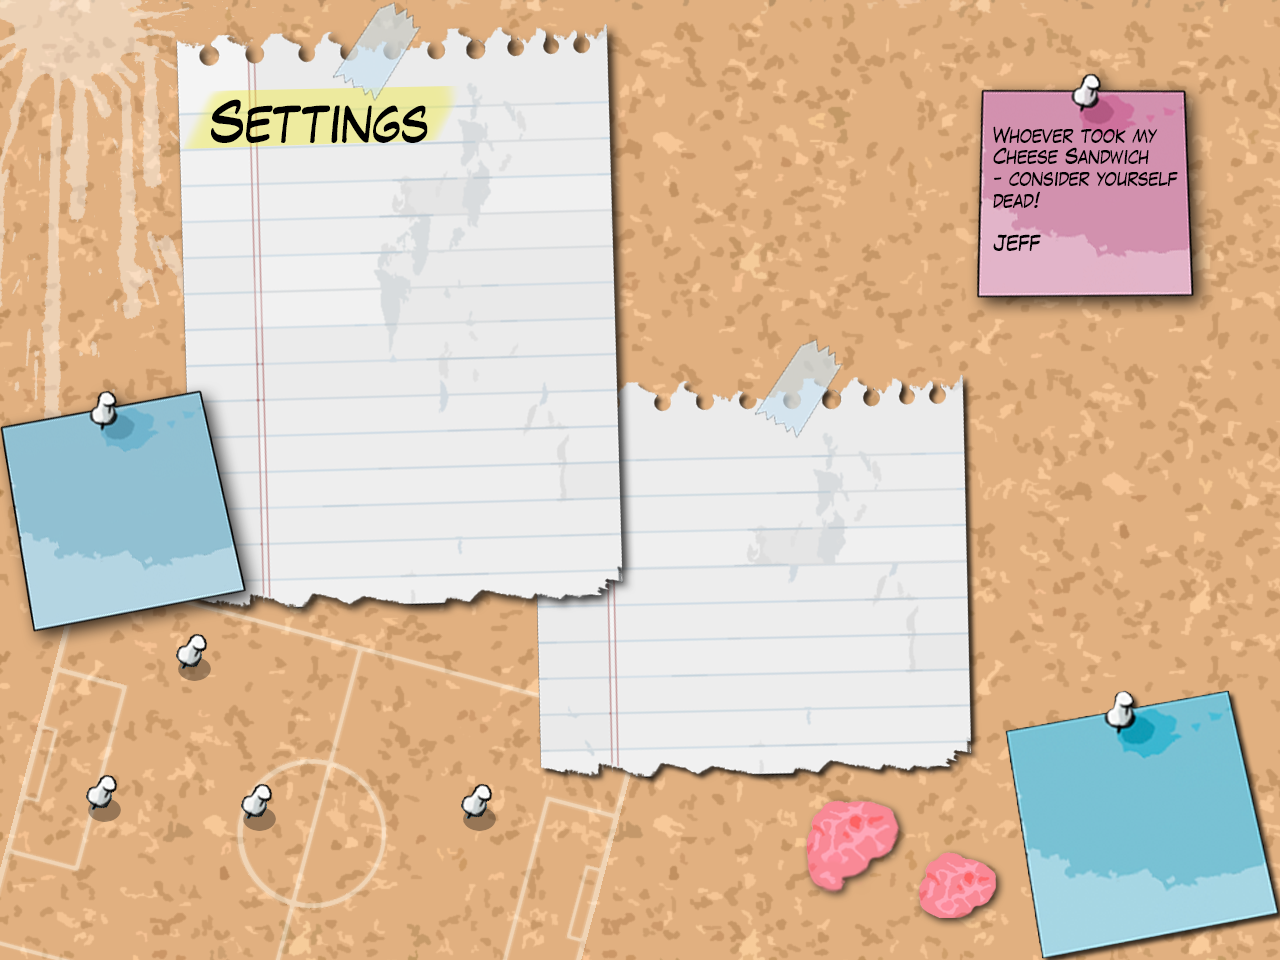 SETTINGS
WHOEVER TOOK MY
CHEESE SANDWICH
- CONSIDER YOURSELF
DEAD!
JEFF